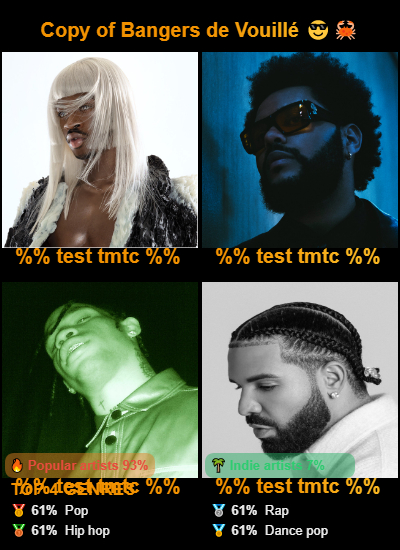 Copy of Bangers de Vouillé 😎 🦀
%% test tmtc %% %% test tmtc %%
🔥 Popular artists 93% 🌴 Indie artists 7%
%% test tmtc %% %% test tmtc %%
TOP 4 GENRES
🥇 61% Pop 🥈 61% Rap
🥉 61% Hip hop 🏅 61% Dance pop